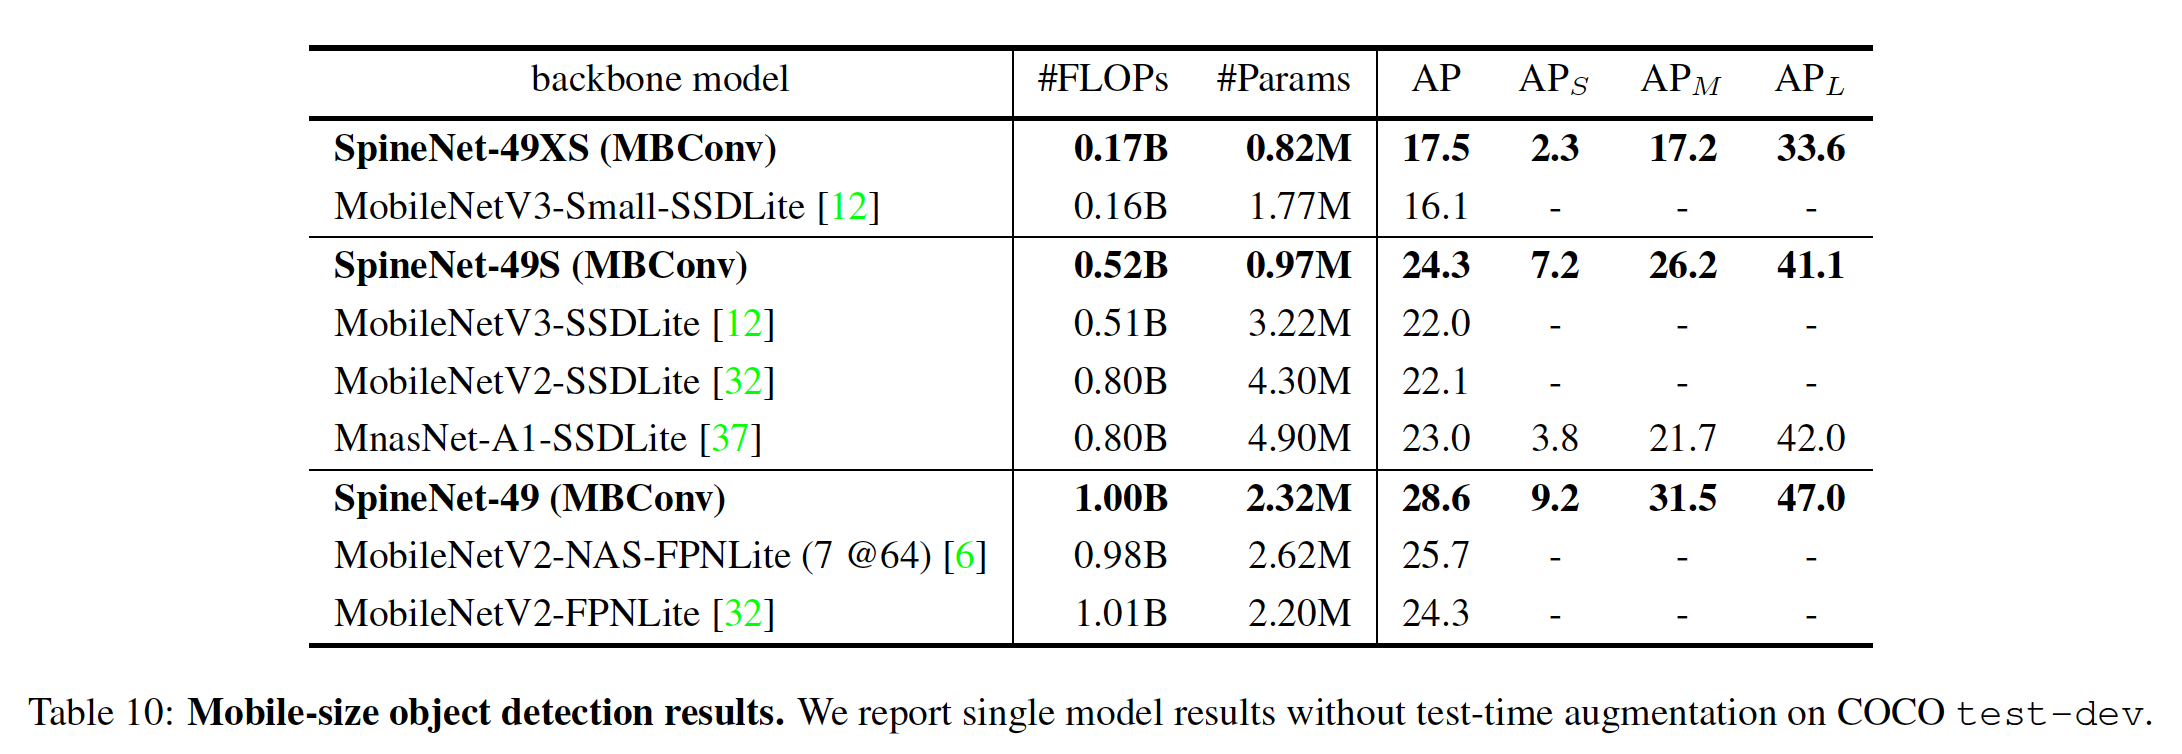 backbone model #FLOPs #Params AP AP_S AP_M AP_L
SpineNet-49XS (MBConv) 0.17B 0.82M 17.5 2.3 17.2 33.6
MobileNetV3-Small-SSDLite [12] 0.16B 1.77M 16.1 - - -
SpineNet-49S (MBConv) 0.52B 0.97M 24.3 7.2 26.2 41.1
MobileNetV3-SSDLite [12] 0.51B 3.22M 22.0 - - -
MobileNetV2-SSDLite [32] 0.80B 4.30M 22.1 - - -
MnasNet-A1-SSDLite [37] 0.80B 4.90M 23.0 3.8 21.7 42.0
SpineNet-49 (MBConv) 1.00B 2.32M 28.6 9.2 31.5 47.0
MobileNetV2-NAS-FPNLite (7 @64) [6] 0.98B 2.62M 25.7 - - -
MobileNetV2-FPNLite [32] 1.01B 2.20M 24.3 - - -
Table 10: Mobile-size object detection results. We report single model results without test-time augmentation on COCO test-dev.